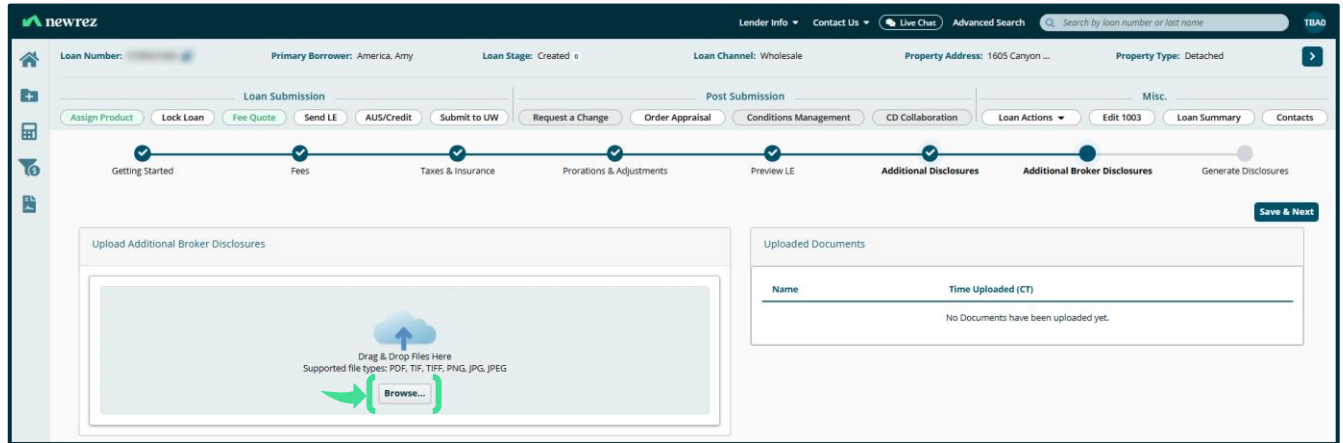 newrez
Lender Info Contact Us Live Chat Advanced Search Search by loan number or last name TBA0
Loan Number: Primary Borrower: America, Amy Loan Stage: Created 0 Loan Channel: Wholesale Property Address: 1605 Canyon ... Property Type: Detached
Loan Submission Post Submission Misc.
Assign Product Lock Loan Fee Quote Send LE AUS/Credit Submit to UW Request a Change Order Appraisal Conditions Management CD Collaboration Loan Actions Edit 1003 Loan Summary Contacts
Getting Started Fees Taxes & Insurance Prorations & Adjustments Preview LE Additional Disclosures Additional Broker Disclosures Generate Disclosures
Save & Next
Upload Additional Broker Disclosures Uploaded Documents
Name Time Uploaded (CT)
No Documents have been uploaded yet.
Drag & Drop Files Here
Supported file types: PDF, TIF, TIFF, PNG, JPG, JPEG
Browse...